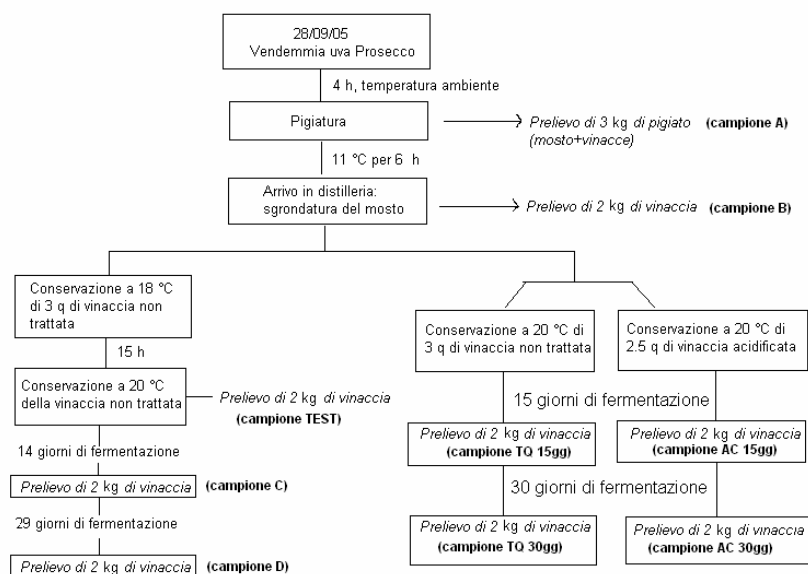 28/09/05
Vendemmia uva Prosecco
4 h, temperatura ambiente
Pigiatura
Prelievo di 3 kg di pigiato (campione A)
(mosto+vinacce)
11 °C per 6 h
Arrivo in distilleria:
sgrondatura del mosto
Prelievo di 2 kg di vinaccia (campione B)
Conservazione a 18 °C
di 3 q di vinaccia non
trattata
15 h
Conservazione a 20 °C
della vinaccia non trattata
Prelievo di 2 kg di vinaccia
(campione TEST)
14 giorni di fermentazione
Prelievo di 2 kg di vinaccia (campione C)
29 giorni di fermentazione
Prelievo di 2 kg di vinaccia (campione D)
Conservazione a 20 °C di
3 q di vinaccia non trattata
Conservazione a 20 °C di
2.5 q di vinaccia acidificata
15 giorni di fermentazione
Prelievo di 2 kg di vinaccia
(campione TQ 15gg)
Prelievo di 2 kg di vinaccia
(campione AC 15gg)
30 giorni di fermentazione
Prelievo di 2 kg di vinaccia
(campione TQ 30gg)
Prelievo di 2 kg di vinaccia
(campione AC 30gg)